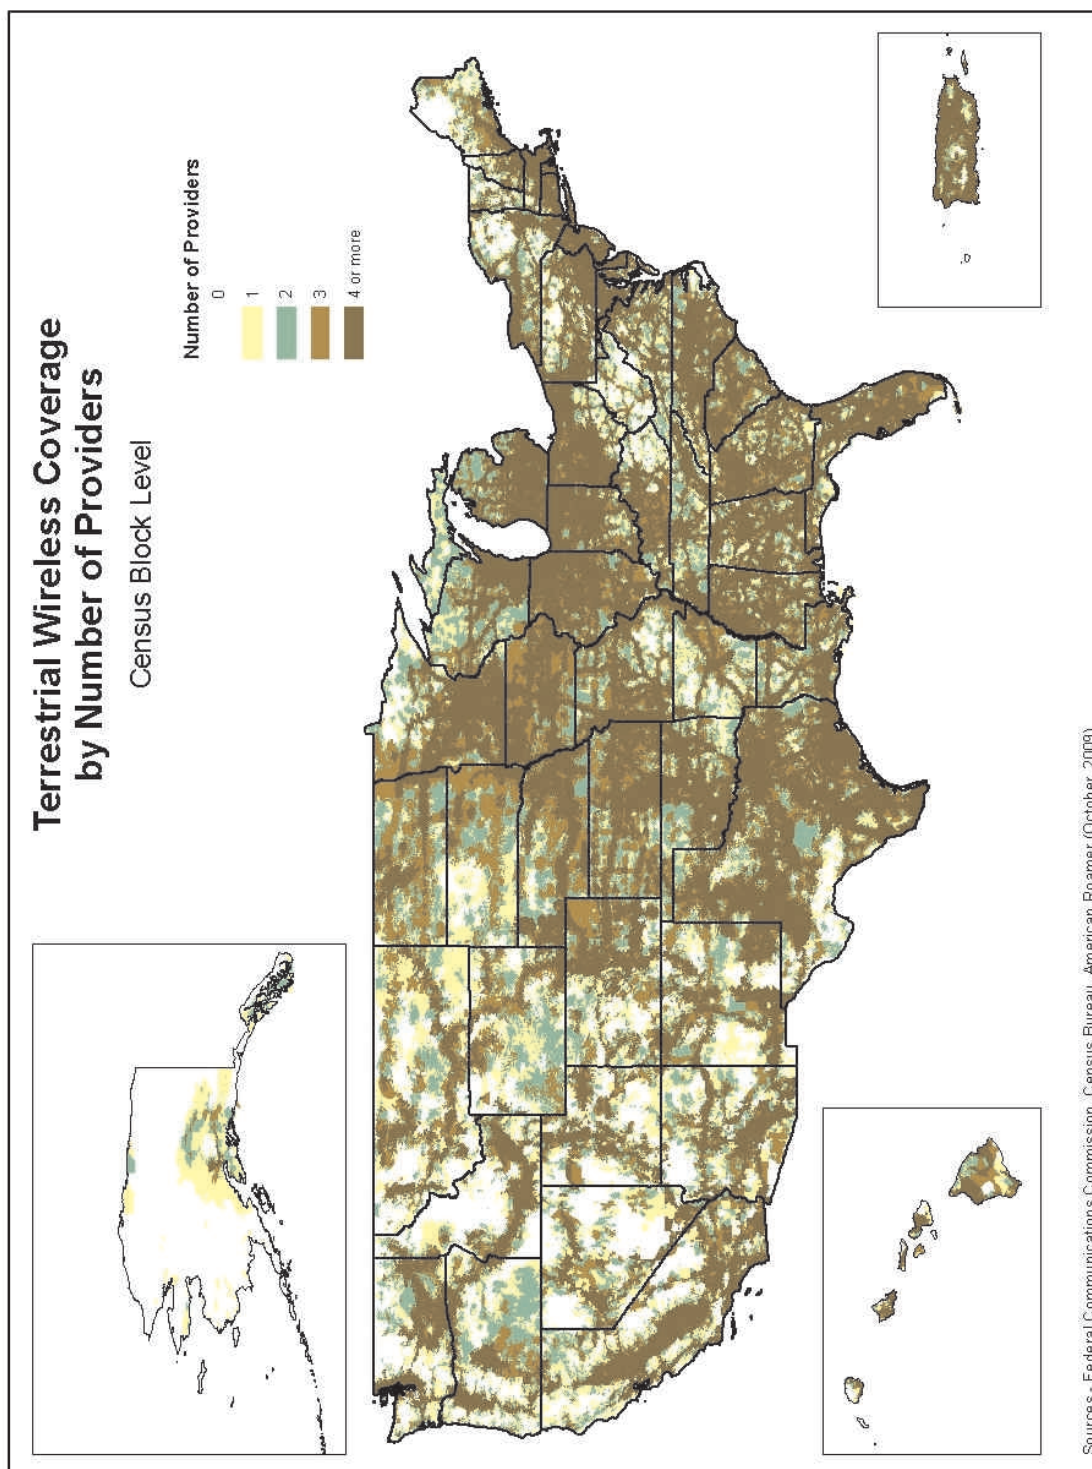 Terrestrial Wireless Coverage
by Number of Providers
Census Block Level
Number of Providers
0
1
2
3
4 or more
Sources - Federal Communications Commission, Census Bureau, American Roamer (October, 2009)